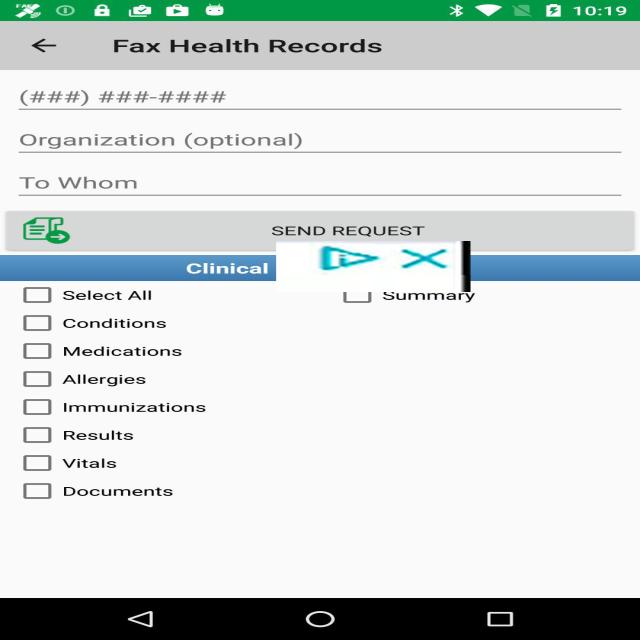 10:19
Fax Health Records
(###) ###-####
Organization (optional)
To Whom
SEND REQUEST
Clinical
Select All
Summary
Conditions
Medications
Allergies
Immunizations
Results
Vitals
Documents